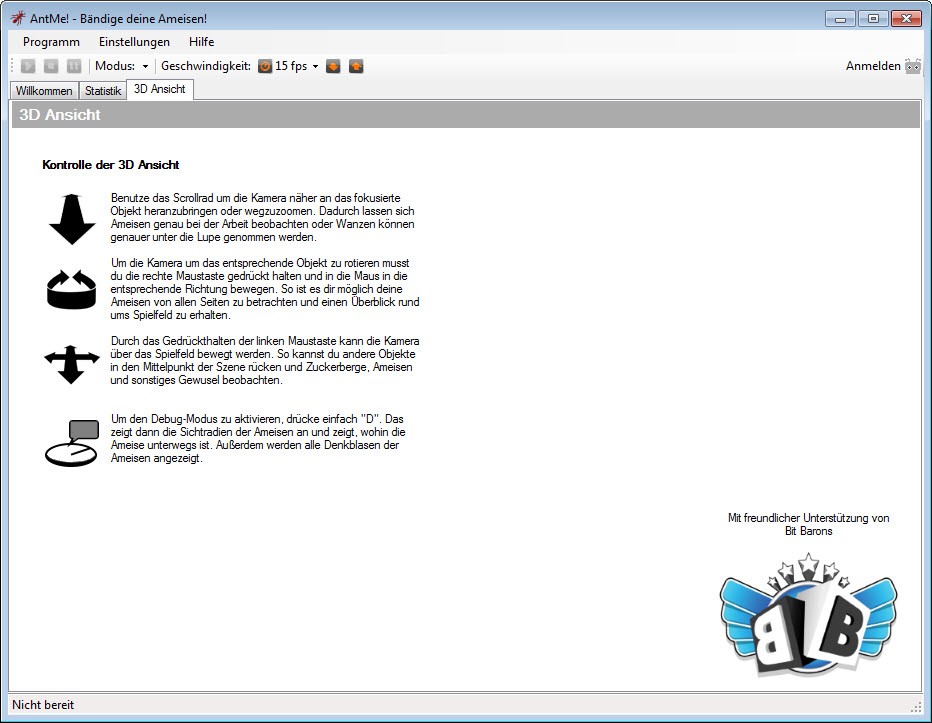 AntMe! - Bändige deine Ameisen!
Programm Einstellungen Hilfe
Modus: Geschwindigkeit: 15 fps Anmelden
Willkommen Statistik 3D Ansicht
3D Ansicht
Kontrolle der 3D Ansicht
Benutze das Scrollrad um die Kamera näher an das fokusierte
Objekt heranzubringen oder wegzuzoomen. Dadurch lassen sich
Ameisen genau bei der Arbeit beobachten oder Wanzen können
genauer unter die Lupe genommen werden.
Um die Kamera um das entsprechende Objekt zu rotieren musst
du die rechte Maustaste gedrückt halten und in die Maus in die
entsprechende Richtung bewegen. So ist es dir möglich deine
Ameisen von allen Seiten zu betrachten und einen Überblick rund
ums Spielfeld zu erhalten.
Durch das Gedrückthalten der linken Maustaste kann die Kamera
über das Spielfeld bewegt werden. So kannst du andere Objekte
in den Mittelpunkt der Szene rücken und Zuckerberge, Ameisen
und sonstiges Gewusel beobachten.
Um den Debug-Modus zu aktivieren, drücke einfach "D". Das
zeigt dann die Sichtradien der Ameisen an und zeigt, wohin die
Ameise unterwegs ist. Außerdem werden alle Denkblasen der
Ameisen angezeigt.
Mit freundlicher Unterstützung von
Bit Barons
B B
Nicht bereit